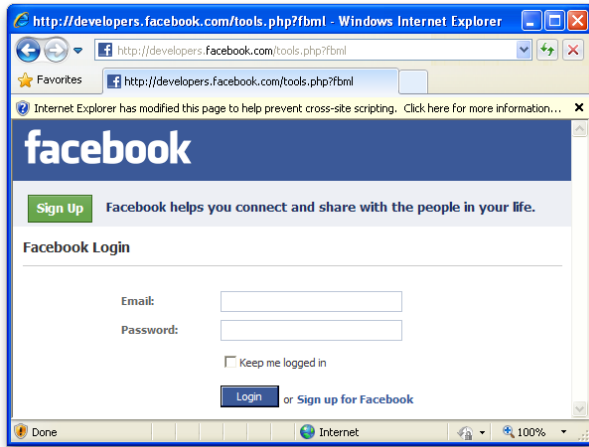 http://developers.facebook.com/tools.php?fbml - Windows Internet Explorer
http://developers.facebook.com/tools.php?fbml
Favorites
http://developers.facebook.com/tools.php?fbml
Internet Explorer has modified this page to help prevent cross-site scripting. Click here for more information...
facebook
Sign Up Facebook helps you connect and share with the people in your life.
Facebook Login
Email:
Password:
Keep me logged in
Login or Sign up for Facebook
Done Internet 100%